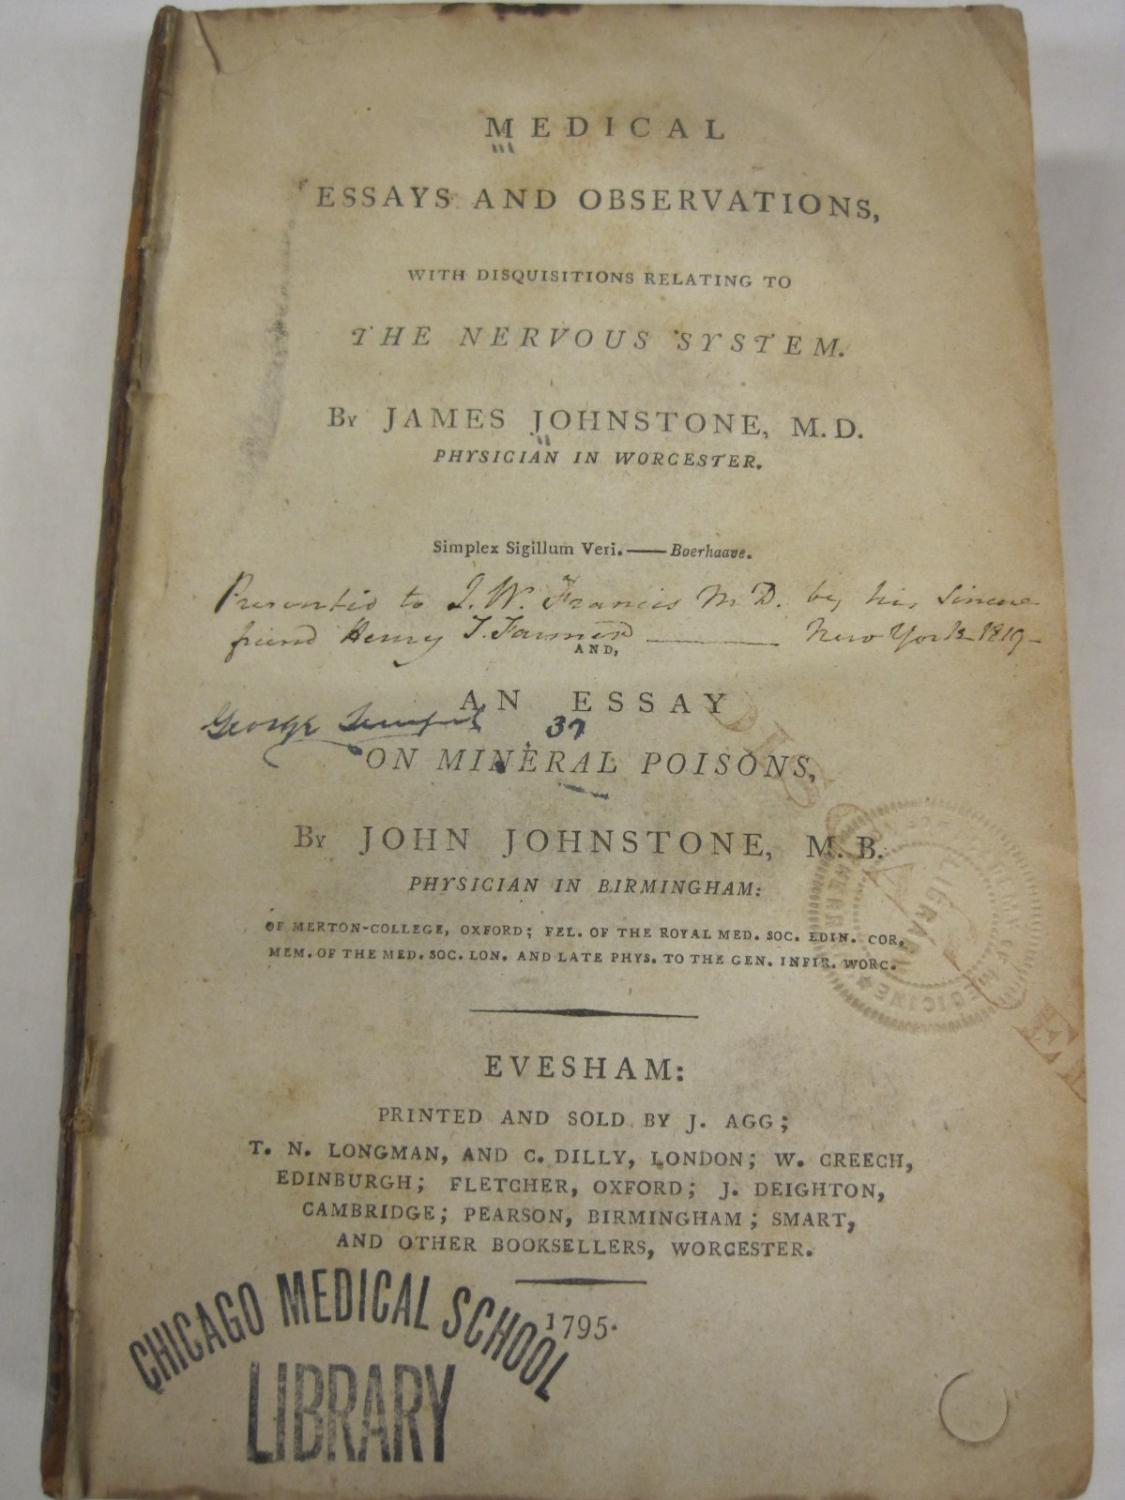 MEDICAL
ESSAYS AND OBSERVATIONS,
WITH DISQUISITIONS RELATING TO
THE NERVOUS SYSTEM.
By JAMES JOHNSTONE, M.D.
PHYSICIAN IN WORCESTER.
Simplex Sigillum Veri.——Boerhaave.
Presented to J. W. Francis M D. by his Sincere
friend Henry —— New York 1819
AND,
AN ESSAY
George 37
ON MINERAL POISONS,
By JOHN JOHNSTONE, M.B.
PHYSICIAN IN BIRMINGHAM:
OF MERTON-COLLEGE, OXFORD; FEL. OF THE ROYAL MED. SOC. EDIN. COR.
MEM. OF THE MED. SOC. LON. AND LATE PHYS. TO THE GEN. INFIR. WORC.
LIBRARY
MEDICINE
EVESHAM:
PRINTED AND SOLD BY J. AGG;
T. N. LONGMAN, AND C. DILLY, LONDON; W. CREECH,
EDINBURGH; FLETCHER, OXFORD; J. DEIGHTON,
CAMBRIDGE; PEARSON, BIRMINGHAM; SMART,
AND OTHER BOOKSELLERS, WORCESTER.
1795.
CHICAGO MEDICAL SCHOOL
LIBRARY